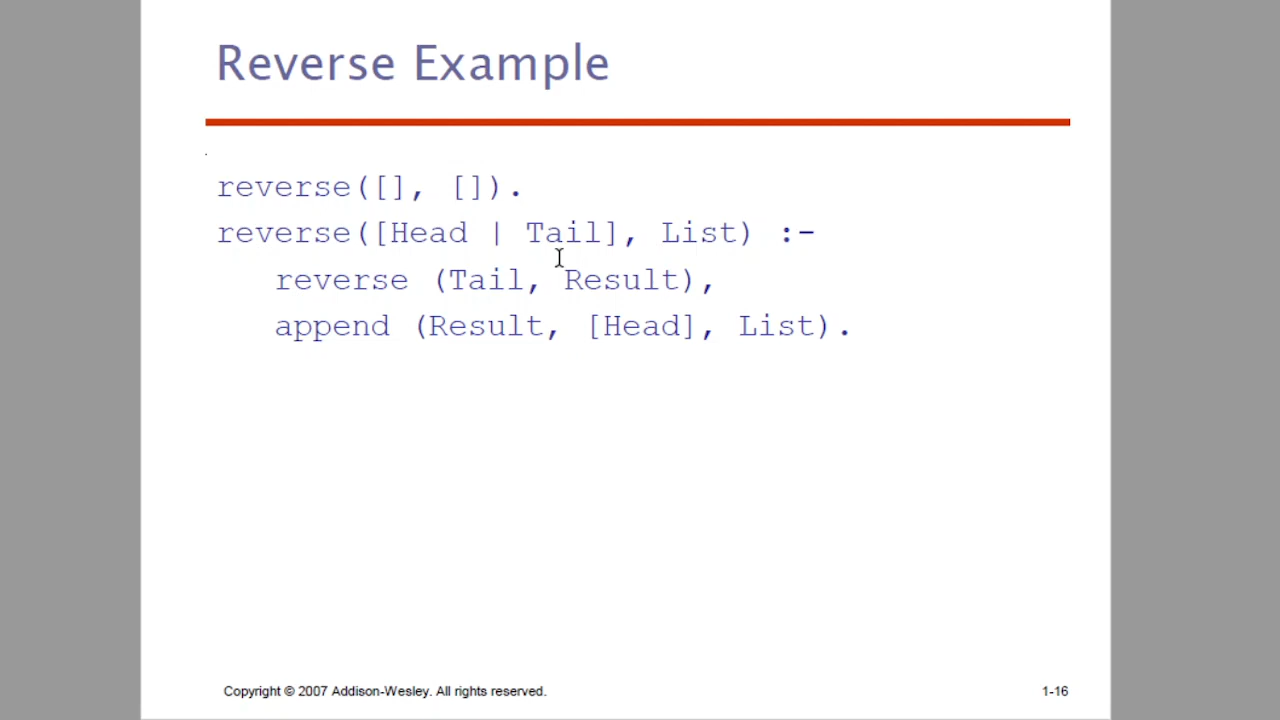 Reverse Example
reverse([], []).
reverse([Head | Tail], List) :-
reverse (Tail, Result),
append (Result, [Head], List).
Copyright © 2007 Addison-Wesley. All rights reserved.
1-16